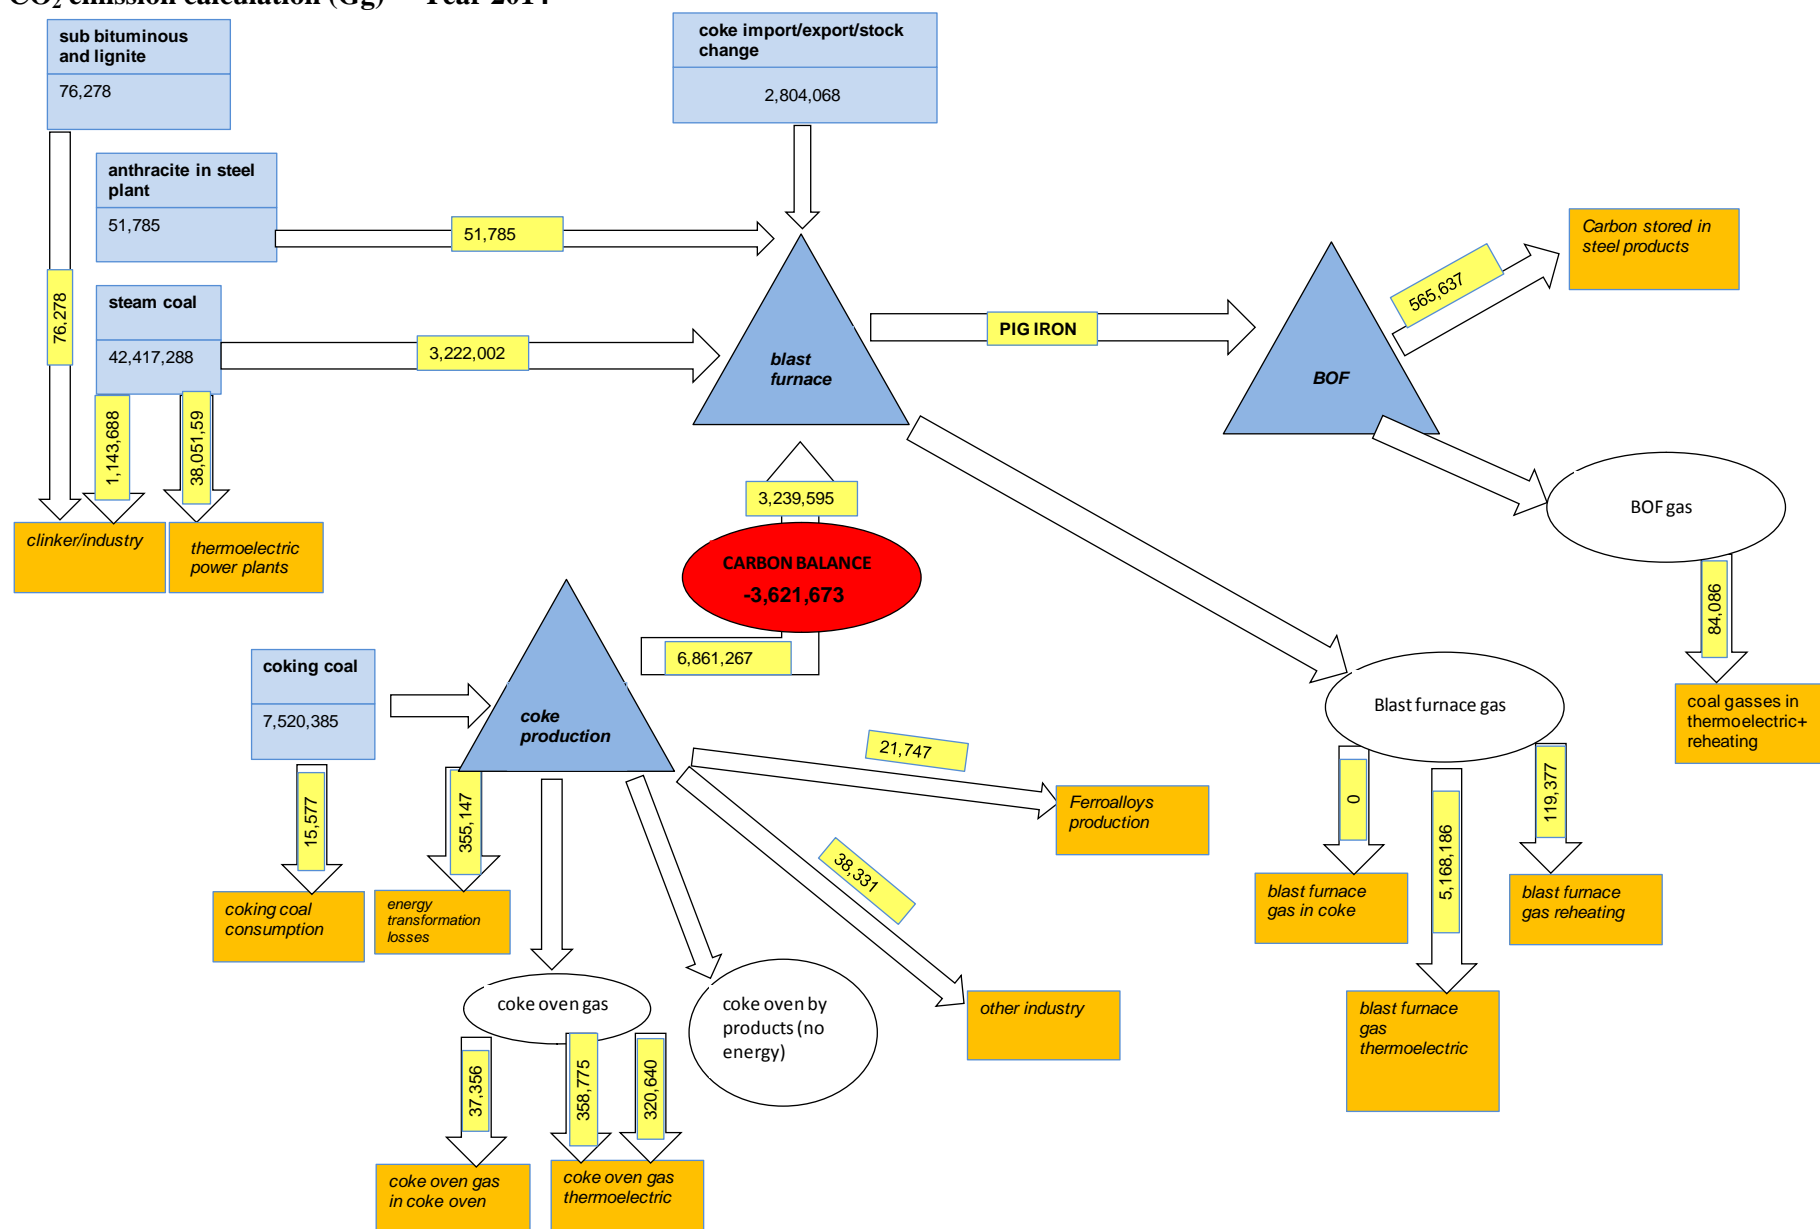 CO₂ emission calculation (Gg) – Year 2014
sub bituminous
and lignite
76,278
coke import/export/stock
change
2,804,068
anthracite in steel
plant
51,785
51,785
76,278
steam coal
42,417,288
3,222,002
1,143,688
38,051,59
clinker/industry
thermoelectric
power plants
blast
furnace
PIG IRON
BOF
565,637
Carbon stored in
steel products
BOF gas
84,086
coal gasses in
thermoelectric+
reheating
3,239,595
CARBON BALANCE
-3,621,673
6,861,267
coking coal
7,520,385
coke
production
15,577
355,147
coking coal
consumption
energy
transformation
losses
21,747
Ferroalloys
production
38,331
other industry
coke oven gas
coke oven by
products (no
energy)
37,356
358,775
320,640
coke oven gas
in coke oven
coke oven gas
thermoelectric
Blast furnace gas
0
5,168,186
119,377
blast furnace
gas in coke
blast furnace
gas reheating
blast furnace
gas
thermoelectric